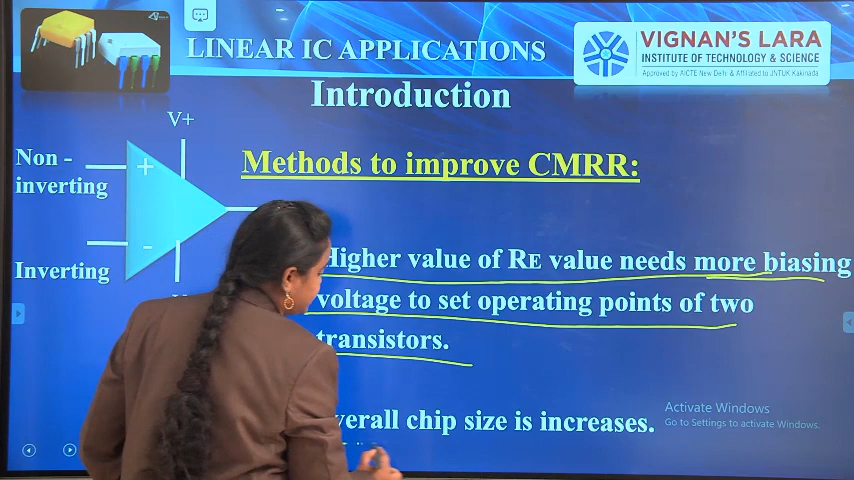 LINEAR IC APPLICATIONS
VIGNAN'S LARA
INSTITUTE OF TECHNOLOGY & SCIENCE
Approved by AICTE New Delhi & Affiliated to JNTUK Kakinada
Introduction
V+
Non -
inverting
+
Methods to improve CMRR:
-
Inverting
Higher value of RE value needs more biasing
voltage to set operating points of two
transistors.
verall chip size is increases.
Activate Windows
Go to Settings to activate Windows.